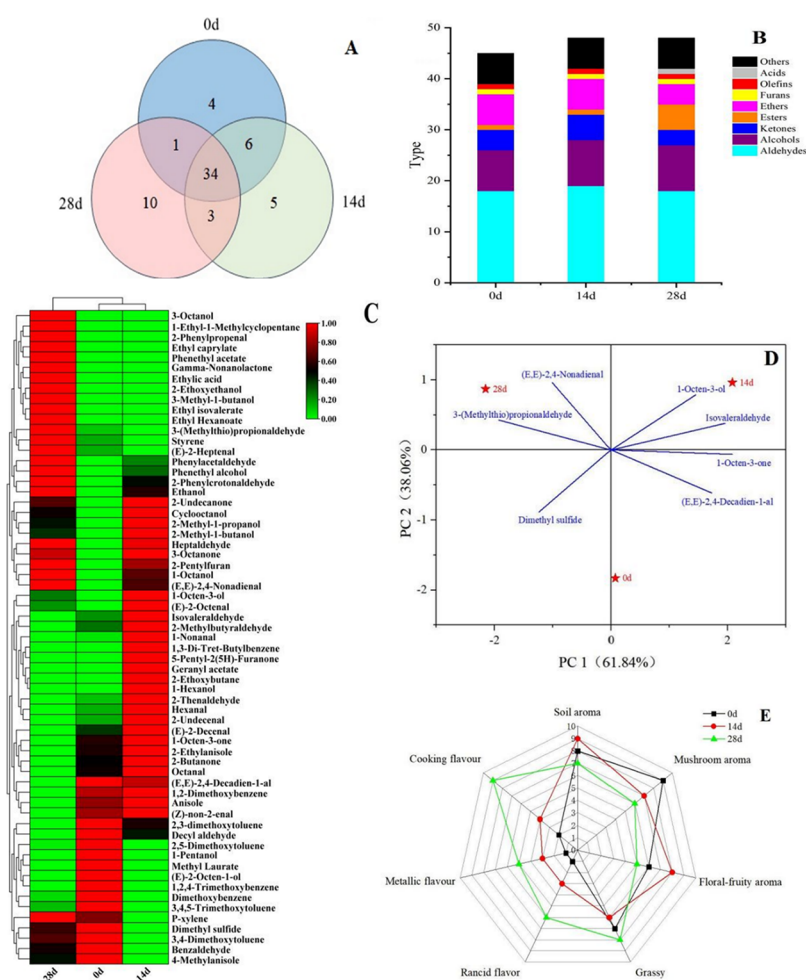 0d
A
4
1
6
34
28d
10
3
5
14d
B
50
40
30
20
10
0
Type
0d
14d
28d
Others
Acids
Olefins
Furans
Ethers
Esters
Ketones
Alcohols
Aldehydes
C
1.00
0.80
0.60
0.40
0.20
0.00
3-Octanol
1-Ethyl-1-Methylcyclopentane
2-Phenylpropenal
Ethyl caprylate
Phenethyl acetate
Gamma-Nonanolactone
Ethylic acid
2-Ethoxyethanol
3-Methyl-1-butanol
Ethyl isovalerate
Ethyl Hexanoate
3-(Methylthio)propionaldehyde
Styrene
(E)-2-Heptenal
Phenylacetaldehyde
Phenethyl alcohol
2-Phenylcrotonaldehyde
Ethanol
2-Undecanone
Cyclooctanol
2-Methyl-1-propanol
2-Methyl-1-butanol
Heptaldehyde
3-Octanone
2-Pentylfuran
1-Octanol
(E,E)-2,4-Nonadienal
1-Octen-3-ol
(E)-2-Octenal
Isovaleraldehyde
2-Methylbutyraldehyde
1-Nonanal
1,3-Di-Tret-Butylbenzene
5-Pentyl-2(5H)-Furanone
Geranyl acetate
2-Ethoxybutane
1-Hexanol
2-Thenaldehyde
Hexanal
2-Undecenal
(E)-2-Decenal
1-Octen-3-one
2-Ethylanisole
2-Butanone
Octanal
(E,E)-2,4-Decadien-1-al
1,2-Dimethoxybenzene
Anisole
(Z)-non-2-enal
2,3-dimethoxytoluene
Decyl aldehyde
2,5-Dimethoxytoluene
1-Pentanol
Methyl Laurate
(E)-2-Octen-1-ol
1,2,4-Trimethoxybenzene
Dimethoxybenzene
3,4,5-Trimethoxytoluene
P-xylene
Dimethyl sulfide
3,4-Dimethoxytoluene
Benzaldehyde
4-Methylanisole
28d
0d
14d
D
1
0
-1
-2
PC 2（38.06%）
-2
0
2
PC 1（61.84%）
28d
(E,E)-2,4-Nonadienal
3-(Methylthio)propionaldehyde
1-Octen-3-ol
14d
Isovaleraldehyde
1-Octen-3-one
(E,E)-2,4-Decadien-1-al
Dimethyl sulfide
0d
E
0d
14d
28d
Soil aroma
10
9
8
7
6
5
4
3
2
1
0
Mushroom aroma
Floral-fruity aroma
Grassy
Rancid flavor
Metallic flavour
Cooking flavour